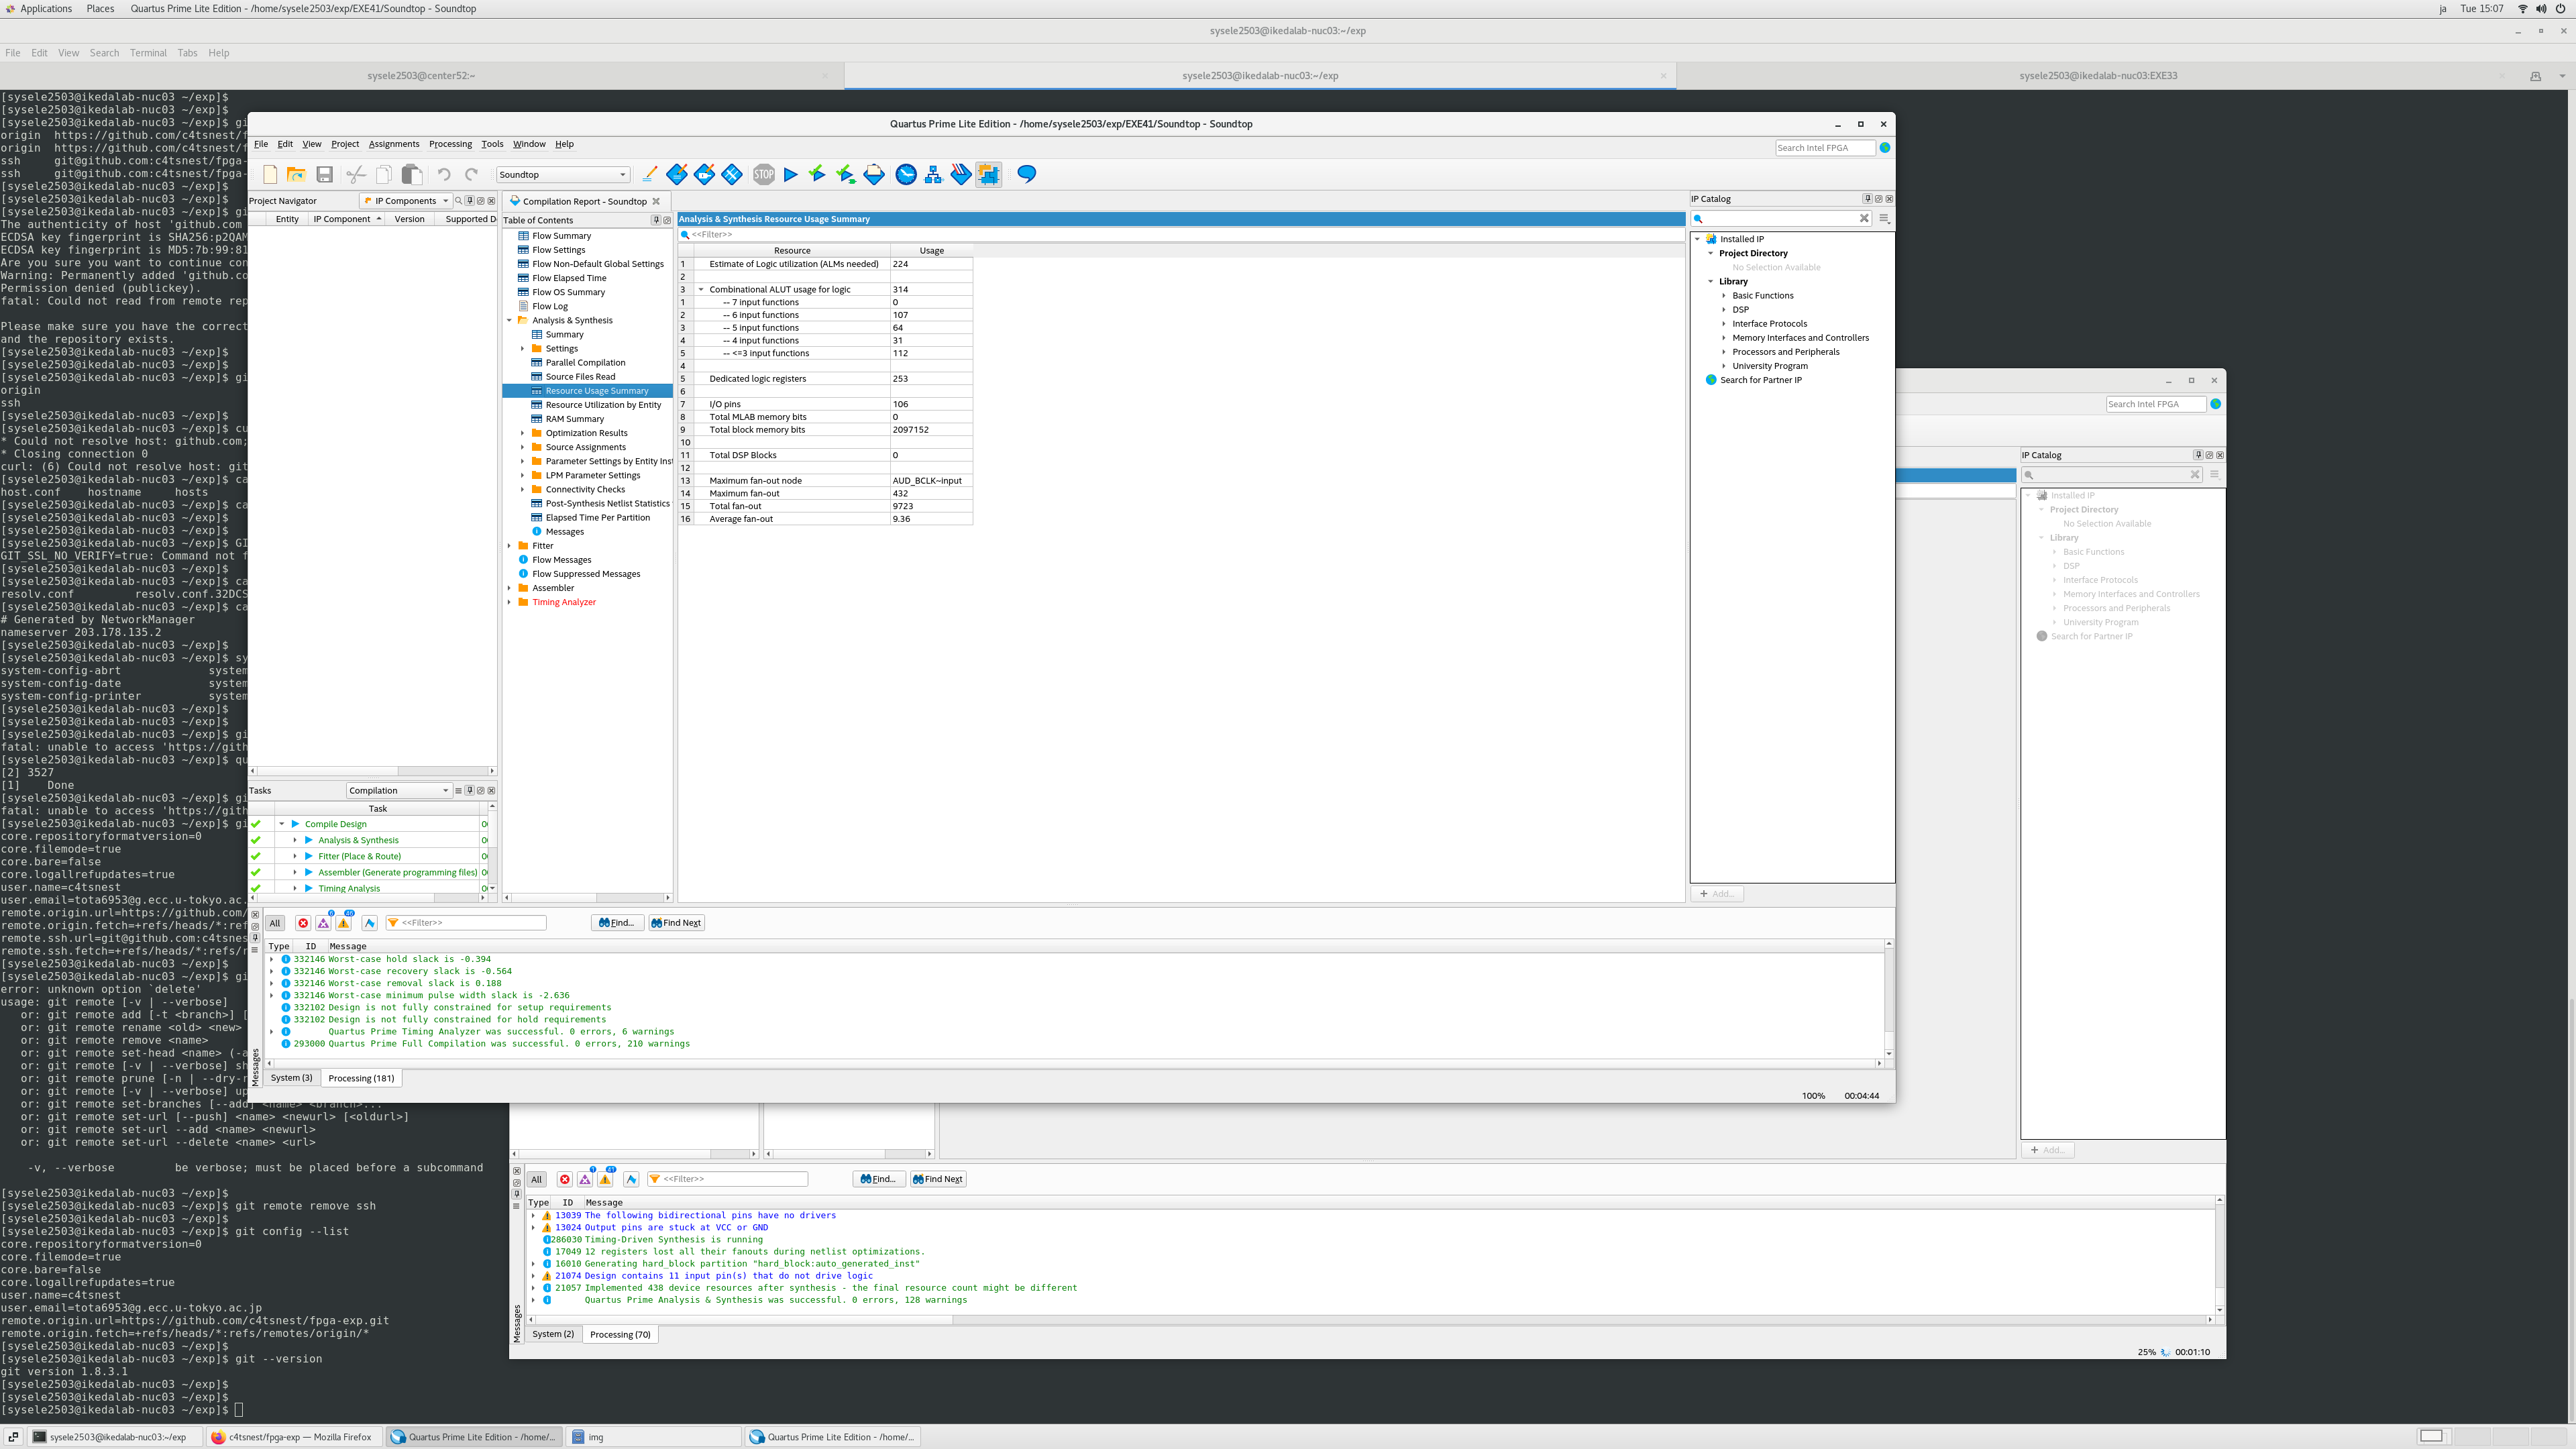 Applications Places Quartus Prime Lite Edition - /home/sysele2503/exp/EXE41/Soundtop - Soundtop ja Tue 15:07
sysele2503@ikedalab-nuc03:~/exp
File Edit View Search Terminal Tabs Help
sysele2503@center52:~ sysele2503@ikedalab-nuc03:~/exp sysele2503@ikedalab-nuc03:EXE33
[sysele2503@ikedalab-nuc03 ~/exp]$
[sysele2503@ikedalab-nuc03 ~/exp]$
[sysele2503@ikedalab-nuc03 ~/exp]$ gi
origin https://github.com/c4tsnest/f
origin https://github.com/c4tsnest/f
ssh git@github.com:c4tsnest/fpga-
ssh git@github.com:c4tsnest/fpga-
[sysele2503@ikedalab-nuc03 ~/exp]$
[sysele2503@ikedalab-nuc03 ~/exp]$
[sysele2503@ikedalab-nuc03 ~/exp]$ gi
The authenticity of host 'github.com
ECDSA key fingerprint is SHA256:p2QAM
ECDSA key fingerprint is MD5:7b:99:81
Are you sure you want to continue con
Warning: Permanently added 'github.co
Permission denied (publickey).
fatal: Could not read from remote rep
Please make sure you have the correct
and the repository exists.
[sysele2503@ikedalab-nuc03 ~/exp]$
[sysele2503@ikedalab-nuc03 ~/exp]$
[sysele2503@ikedalab-nuc03 ~/exp]$ gi
origin
ssh
[sysele2503@ikedalab-nuc03 ~/exp]$
[sysele2503@ikedalab-nuc03 ~/exp]$ cu
* Could not resolve host: github.com;
* Closing connection 0
curl: (6) Could not resolve host: git
[sysele2503@ikedalab-nuc03 ~/exp]$ ca
host.conf hostname hosts
[sysele2503@ikedalab-nuc03 ~/exp]$ ca
[sysele2503@ikedalab-nuc03 ~/exp]$
[sysele2503@ikedalab-nuc03 ~/exp]$
[sysele2503@ikedalab-nuc03 ~/exp]$ GI
GIT_SSL_NO_VERIFY=true: Command not f
[sysele2503@ikedalab-nuc03 ~/exp]$
[sysele2503@ikedalab-nuc03 ~/exp]$ ca
resolv.conf resolv.conf.32DCS
[sysele2503@ikedalab-nuc03 ~/exp]$ ca
# Generated by NetworkManager
nameserver 203.178.135.2
[sysele2503@ikedalab-nuc03 ~/exp]$
[sysele2503@ikedalab-nuc03 ~/exp]$ sy
system-config-abrt system
system-config-date system
system-config-printer system
[sysele2503@ikedalab-nuc03 ~/exp]$
[sysele2503@ikedalab-nuc03 ~/exp]$
[sysele2503@ikedalab-nuc03 ~/exp]$ gi
fatal: unable to access 'https://gith
[sysele2503@ikedalab-nuc03 ~/exp]$ qu
[2] 3527
[1] Done
[sysele2503@ikedalab-nuc03 ~/exp]$ gi
fatal: unable to access 'https://gith
[sysele2503@ikedalab-nuc03 ~/exp]$ gi
core.repositoryformatversion=0
core.filemode=true
core.bare=false
core.logallrefupdates=true
user.name=c4tsnest
user.email=tota6953@g.ecc.u-tokyo.ac.
remote.origin.url=https://github.com/
remote.origin.fetch=+refs/heads/*:ref
remote.ssh.url=git@github.com:c4tsnes
remote.ssh.fetch=+refs/heads/*:refs/r
[sysele2503@ikedalab-nuc03 ~/exp]$
[sysele2503@ikedalab-nuc03 ~/exp]$ gi
error: unknown option `delete'
usage: git remote [-v | --verbose]
or: git remote add [-t <branch>] [
or: git remote rename <old> <new>
or: git remote remove <name>
or: git remote set-head <name> (-a
or: git remote [-v | --verbose] sh
or: git remote prune [-n | --dry-r
or: git remote [-v | --verbose] up
or: git remote set-branches [--add] <name> <branch>...
or: git remote set-url [--push] <name> <newurl> [<oldurl>]
or: git remote set-url --add <name> <newurl>
or: git remote set-url --delete <name> <url>
-v, --verbose be verbose; must be placed before a subcommand
[sysele2503@ikedalab-nuc03 ~/exp]$
[sysele2503@ikedalab-nuc03 ~/exp]$ git remote remove ssh
[sysele2503@ikedalab-nuc03 ~/exp]$
[sysele2503@ikedalab-nuc03 ~/exp]$ git config --list
core.repositoryformatversion=0
core.filemode=true
core.bare=false
core.logallrefupdates=true
user.name=c4tsnest
user.email=tota6953@g.ecc.u-tokyo.ac.jp
remote.origin.url=https://github.com/c4tsnest/fpga-exp.git
remote.origin.fetch=+refs/heads/*:refs/remotes/origin/*
[sysele2503@ikedalab-nuc03 ~/exp]$
[sysele2503@ikedalab-nuc03 ~/exp]$ git --version
git version 1.8.3.1
[sysele2503@ikedalab-nuc03 ~/exp]$
[sysele2503@ikedalab-nuc03 ~/exp]$
[sysele2503@ikedalab-nuc03 ~/exp]$
Quartus Prime Lite Edition - /home/sysele2503/exp/EXE41/Soundtop - Soundtop
File Edit View Project Assignments Processing Tools Window Help
Search Intel FPGA
Soundtop
STOP
Project Navigator IP Components
Entity IP Component Version Supported D
Compilation Report - Soundtop
Table of Contents
Flow Summary
Flow Settings
Flow Non-Default Global Settings
Flow Elapsed Time
Flow OS Summary
Flow Log
Analysis & Synthesis
Summary
Settings
Parallel Compilation
Source Files Read
Resource Usage Summary
Resource Utilization by Entity
RAM Summary
Optimization Results
Source Assignments
Parameter Settings by Entity Inst
LPM Parameter Settings
Connectivity Checks
Post-Synthesis Netlist Statistics
Elapsed Time Per Partition
Messages
Fitter
Flow Messages
Flow Suppressed Messages
Assembler
Timing Analyzer
Analysis & Synthesis Resource Usage Summary
<<Filter>>
Resource Usage
1 Estimate of Logic utilization (ALMs needed) 224
2
3 Combinational ALUT usage for logic 314
1 -- 7 input functions 0
2 -- 6 input functions 107
3 -- 5 input functions 64
4 -- 4 input functions 31
5 -- <=3 input functions 112
4
5 Dedicated logic registers 253
6
7 I/O pins 106
8 Total MLAB memory bits 0
9 Total block memory bits 2097152
10
11 Total DSP Blocks 0
12
13 Maximum fan-out node AUD_BCLK~input
14 Maximum fan-out 432
15 Total fan-out 9723
16 Average fan-out 9.36
IP Catalog
Installed IP
Project Directory
No Selection Available
Library
Basic Functions
DSP
Interface Protocols
Memory Interfaces and Controllers
Processors and Peripherals
University Program
Search for Partner IP
+ Add...
Tasks Compilation
Task
Compile Design 00
Analysis & Synthesis 00
Fitter (Place & Route) 00
Assembler (Generate programming files) 00
Timing Analysis 00
All 6 46 <<Filter>> Find... Find Next
Type ID Message
332146 Worst-case hold slack is -0.394
332146 Worst-case recovery slack is -0.564
332146 Worst-case removal slack is 0.188
332146 Worst-case minimum pulse width slack is -2.636
332102 Design is not fully constrained for setup requirements
332102 Design is not fully constrained for hold requirements
Quartus Prime Timing Analyzer was successful. 0 errors, 6 warnings
293000 Quartus Prime Full Compilation was successful. 0 errors, 210 warnings
Messages
System (3) Processing (181)
100% 00:04:44
Search Intel FPGA
IP Catalog
Installed IP
Project Directory
No Selection Available
Library
Basic Functions
DSP
Interface Protocols
Memory Interfaces and Controllers
Processors and Peripherals
University Program
Search for Partner IP
+ Add...
All 1 41 <<Filter>> Find... Find Next
Type ID Message
13039 The following bidirectional pins have no drivers
13024 Output pins are stuck at VCC or GND
286030 Timing-Driven Synthesis is running
17049 12 registers lost all their fanouts during netlist optimizations.
16010 Generating hard_block partition "hard_block:auto_generated_inst"
21074 Design contains 11 input pin(s) that do not drive logic
21057 Implemented 438 device resources after synthesis - the final resource count might be different
Quartus Prime Analysis & Synthesis was successful. 0 errors, 128 warnings
Messages
System (2) Processing (70)
25% 00:01:10
sysele2503@ikedalab-nuc03:~/exp c4tsnest/fpga-exp — Mozilla Firefox Quartus Prime Lite Edition - /home/... img Quartus Prime Lite Edition - /home/...